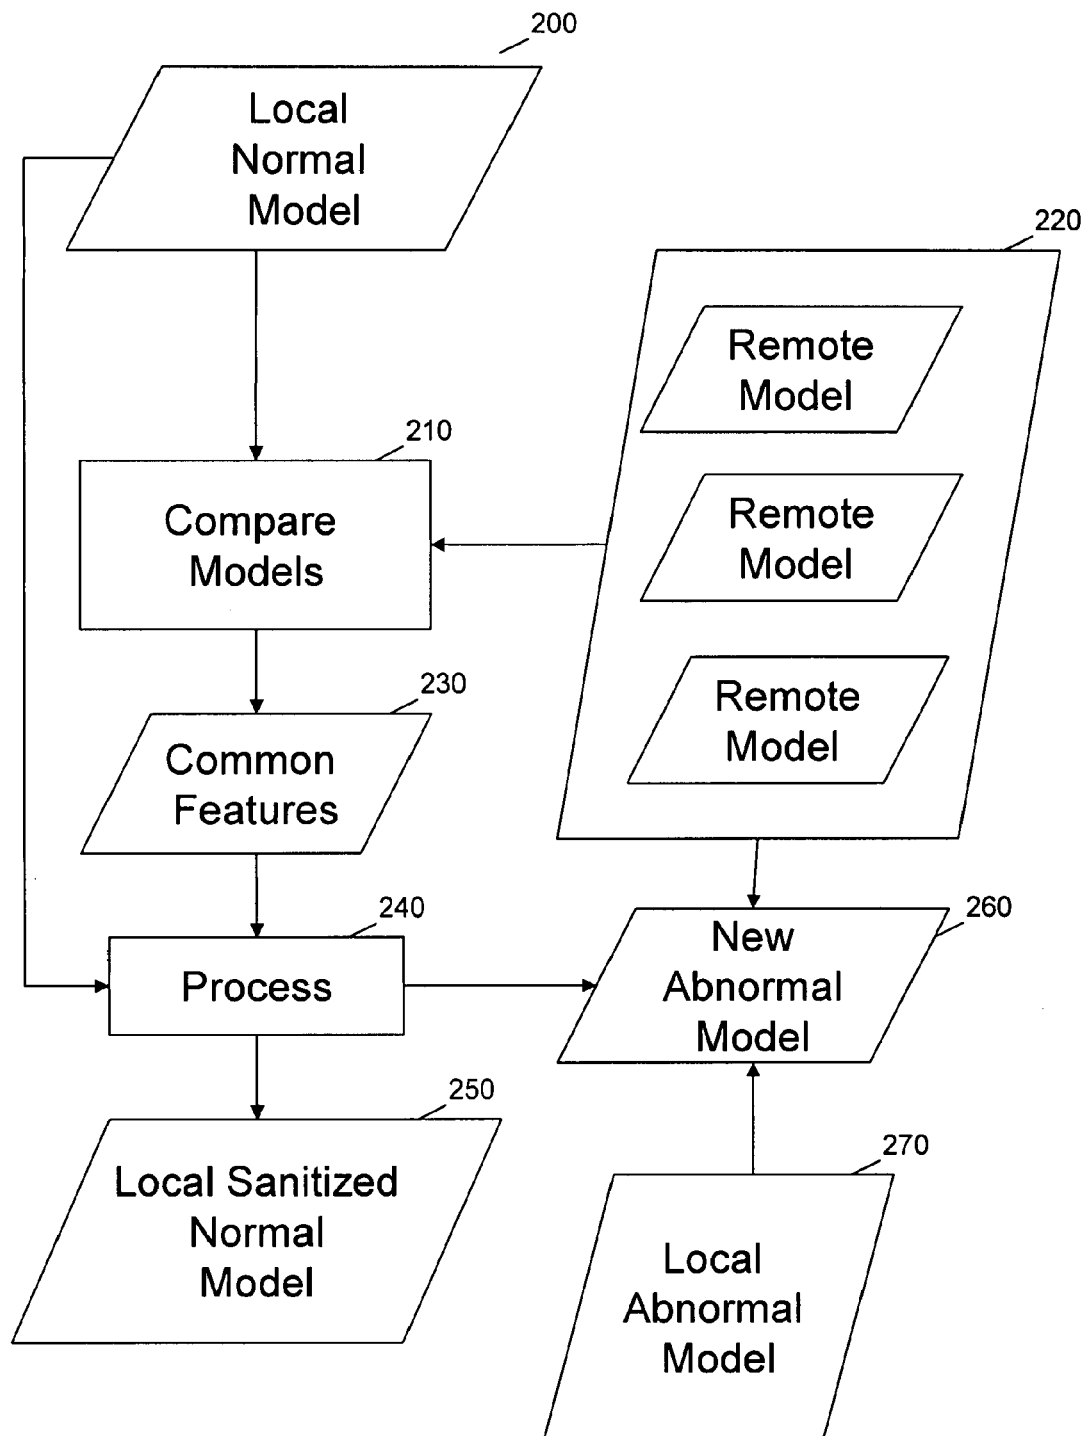 200
Local
Normal
Model
220
Remote
Model
210
Compare
Models
Remote
Model
230
Common
Features
Remote
Model
240
Process
260
New
Abnormal
Model
250
Local Sanitized
Normal
Model
270
Local
Abnormal
Model